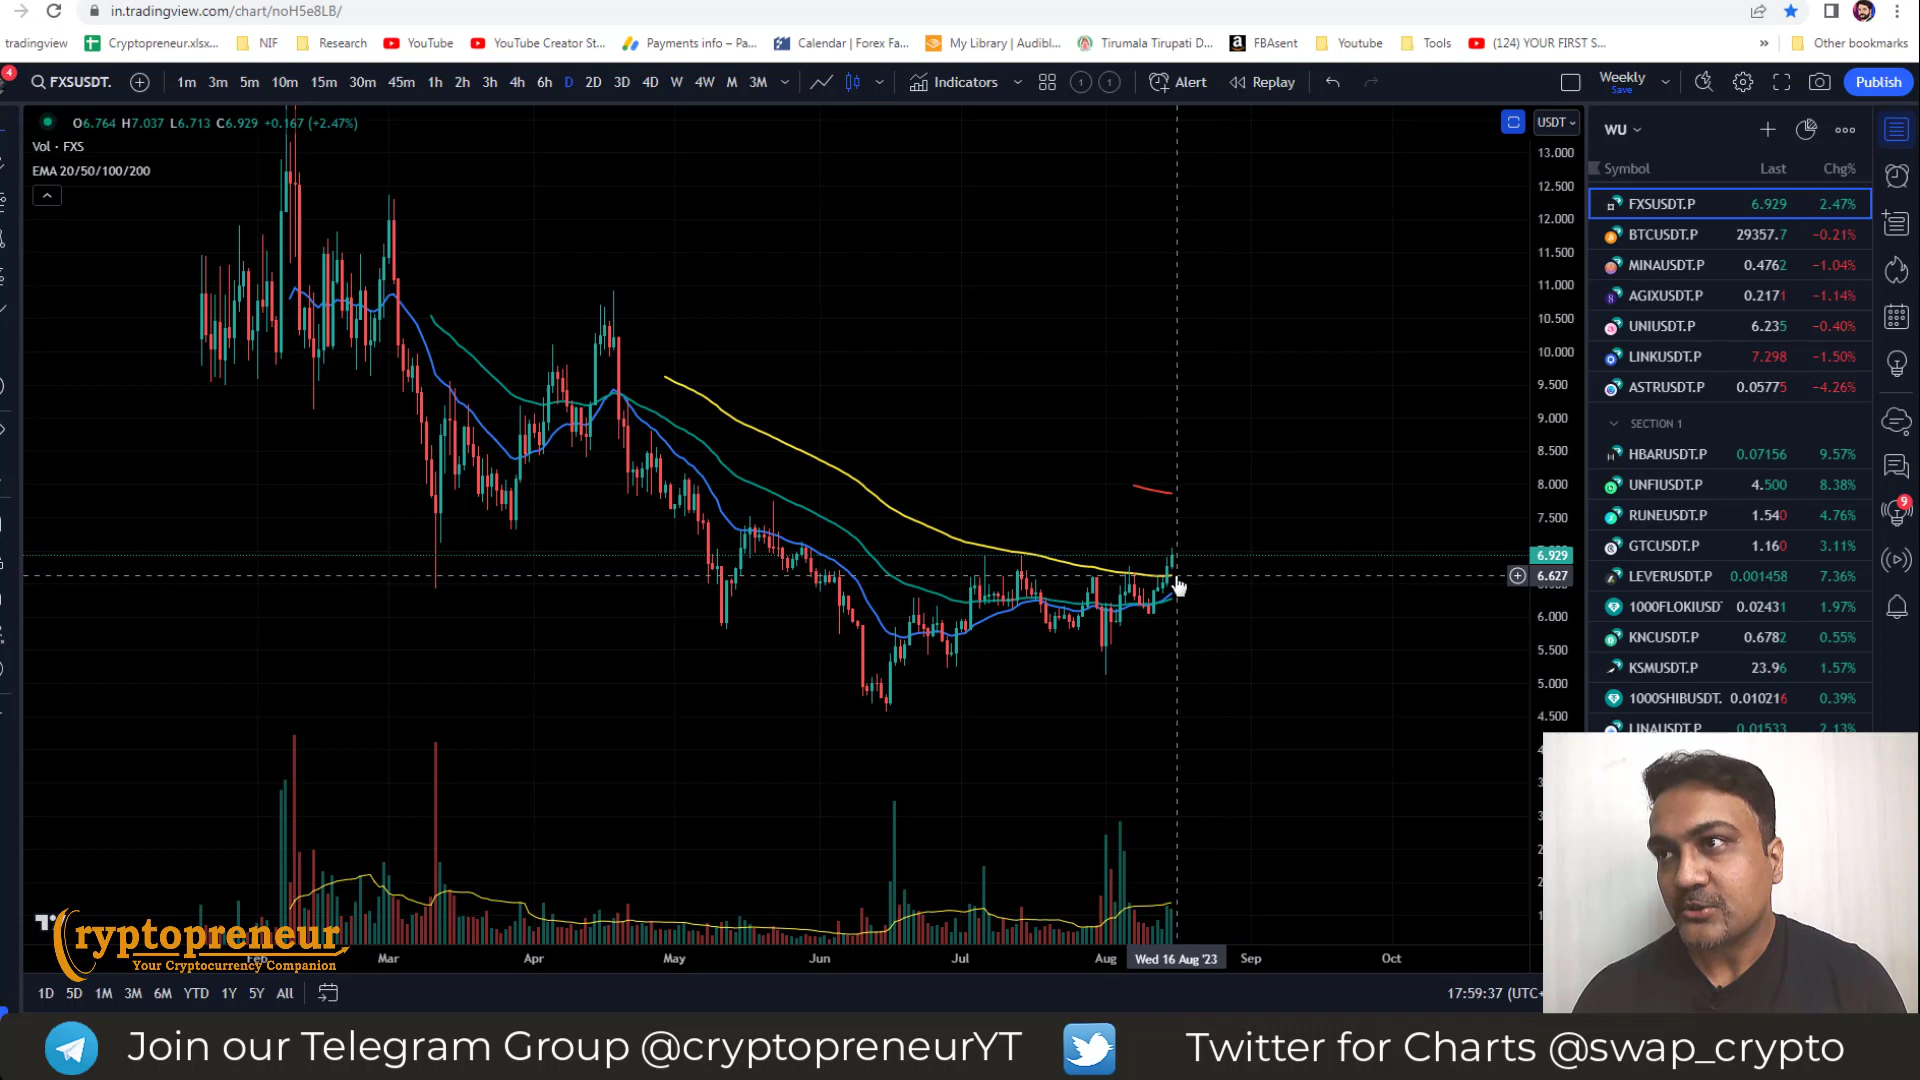 in.tradingview.com/chart/noH5e8LB/
tradingview Cryptopreneur.xlsx... NIF Research YouTube YouTube Creator St... Payments info – Pa... Calendar | Forex Fa... My Library | Audibl... Tirumala Tirupati D... FBAsent Youtube Tools (124) YOUR FIRST S... » Other bookmarks
4
FXSUSDT. 1m 3m 5m 10m 15m 30m 45m 1h 2h 3h 4h 6h D 2D 3D 4D W 4W M 3M Indicators 1 1 Alert Replay Weekly Save Publish
O6.764 H7.037 L6.713 C6.929 +0.167 (+2.47%)
Vol · FXS
EMA 20/50/100/200
USDT
13.000
12.500
12.000
11.500
11.000
10.500
10.000
9.500
9.000
8.500
8.000
7.500
6.929
6.627
6.000
5.500
5.000
4.500
WU
Symbol Last Chg%
FXSUSDT.P 6.929 2.47%
BTCUSDT.P 29357.7 −0.21%
MINAUSDT.P 0.4762 −1.04%
AGIXUSDT.P 0.2171 −1.14%
UNIUSDT.P 6.235 −0.40%
LINKUSDT.P 7.298 −1.50%
ASTRUSDT.P 0.05775 −4.26%
SECTION 1
HBARUSDT.P 0.07156 9.57%
UNFIUSDT.P 4.500 8.38%
RUNEUSDT.P 1.540 4.76%
GTCUSDT.P 1.160 3.11%
LEVERUSDT.P 0.001458 7.36%
1000FLOKIUSDT 0.02431 1.97%
KNCUSDT.P 0.6782 0.55%
KSMUSDT.P 23.96 1.57%
1000SHIBUSDT. 0.010216 0.39%
LINAUSDT.P 0.01533 2.13%
9
Cryptopreneur
Your Cryptocurrency Companion
Feb Mar Apr May Jun Jul Aug Wed 16 Aug '23 Sep Oct
1D 5D 1M 3M 6M YTD 1Y 5Y All 17:59:37 (UTC+
Join our Telegram Group @cryptopreneurYT Twitter for Charts @swap_crypto